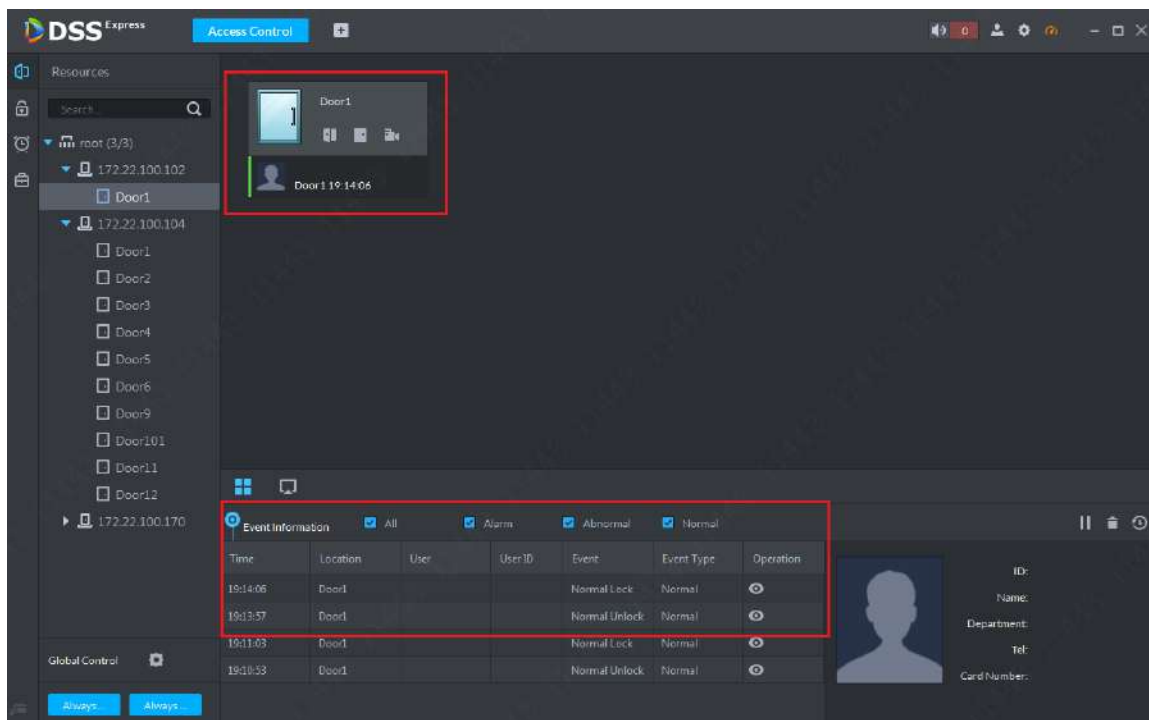 DSS Express
Access Control
0
Resources
Search...
root (3/3)
172.22.100.102
Door1
172.22.100.104
Door1
Door2
Door3
Door4
Door5
Door6
Door9
Door101
Door11
Door12
172.22.100.170
Global Control
Always... Always ...
Door1
Door1 19:14:06
Event Information All Alarm Abnormal Normal
Time Location User User ID Event Event Type Operation
19:14:06 Door1 Normal Lock Normal
19:13:57 Door1 Normal Unlock Normal
19:11:03 Door1 Normal Lock Normal
19:10:53 Door1 Normal Unlock Normal
ID:
Name:
Department:
Tel:
Card Number: